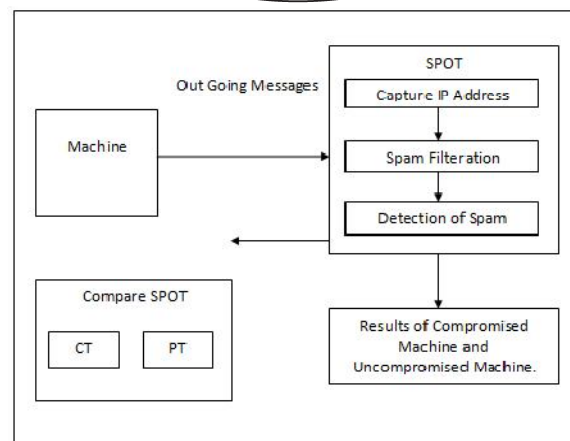 SPOT
Out Going Messages
Capture IP Address
Machine
Spam Filteration
Detection of Spam
Compare SPOT
CT
PT
Results of Compromised
Machine and
Uncompromised Machine.